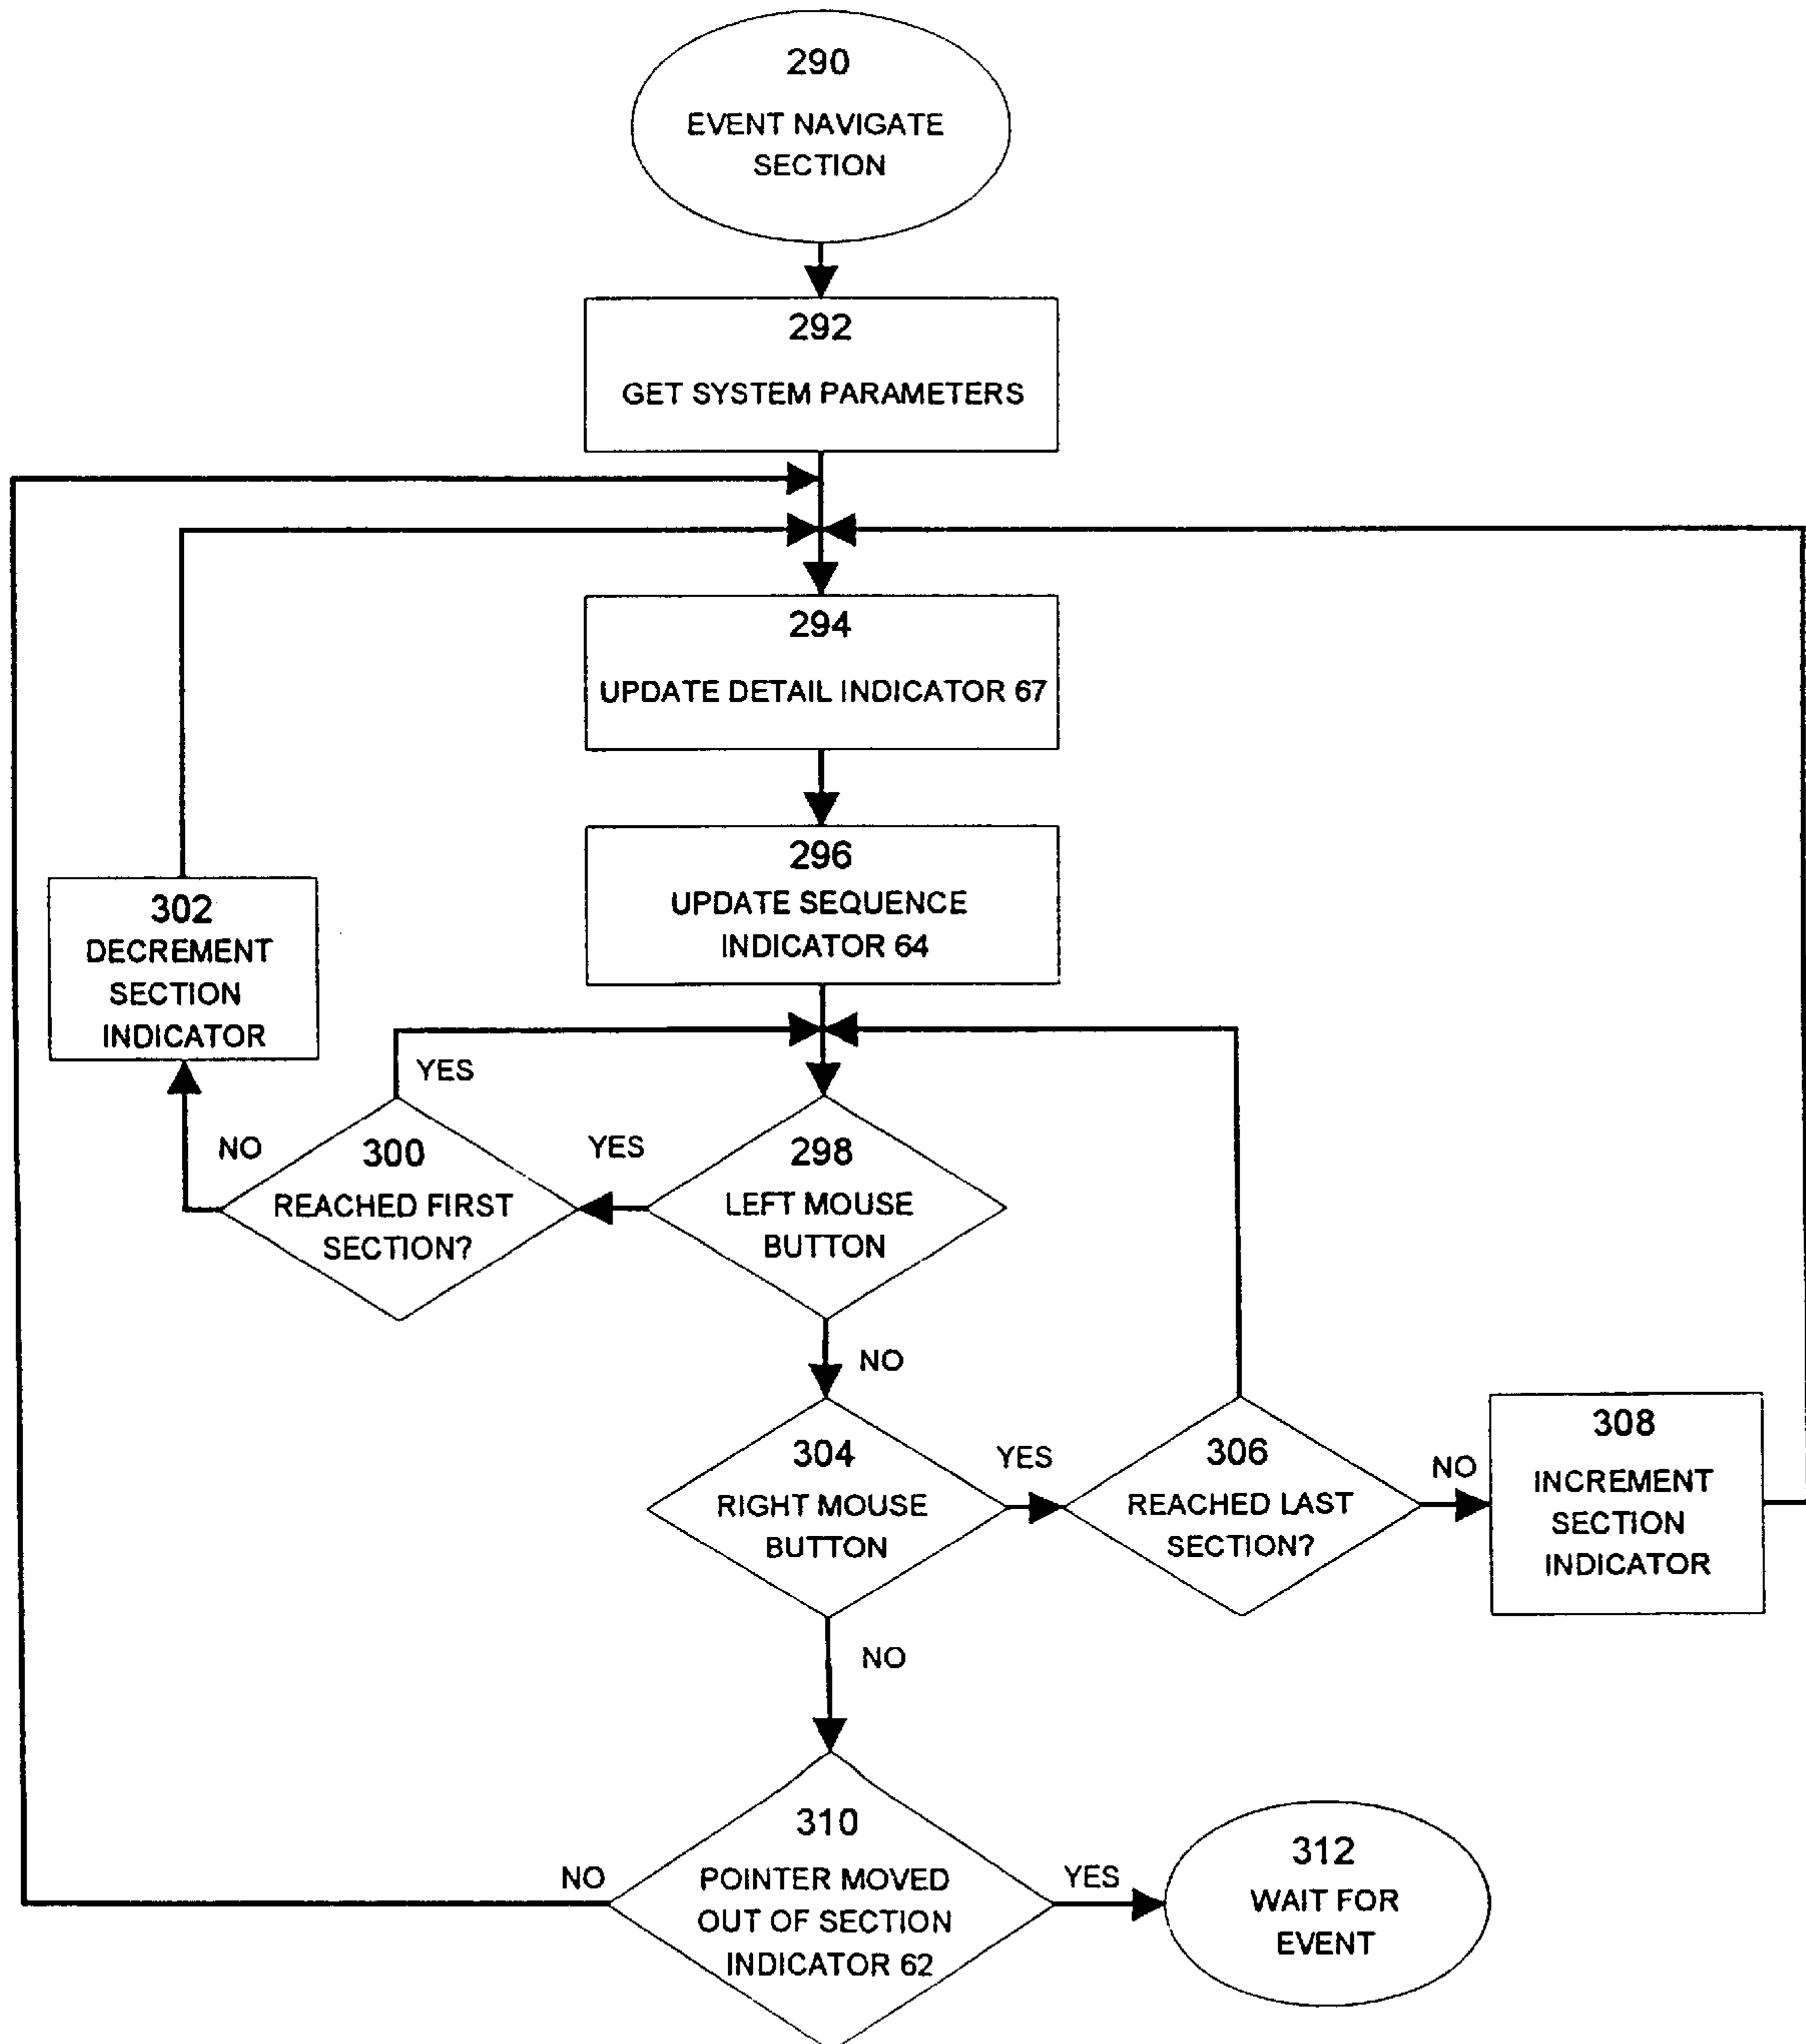 290
EVENT NAVIGATE
SECTION
292
GET SYSTEM PARAMETERS
294
UPDATE DETAIL INDICATOR 67
296
UPDATE SEQUENCE
INDICATOR 64
302
DECREMENT
SECTION
INDICATOR
YES
NO
300
REACHED FIRST
SECTION?
YES
298
LEFT MOUSE
BUTTON
NO
304
RIGHT MOUSE
BUTTON
YES
306
REACHED LAST
SECTION?
NO
308
INCREMENT
SECTION
INDICATOR
NO
310
POINTER MOVED
OUT OF SECTION
INDICATOR 62
NO
YES
312
WAIT FOR
EVENT